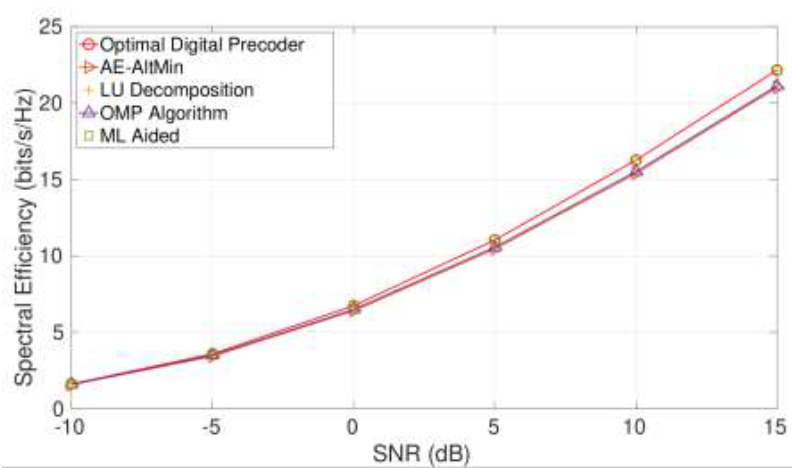 25
20
15
10
5
0
Spectral Efficiency (bits/s/Hz)
Optimal Digital Precoder
AE-AltMin
LU Decomposition
OMP Algorithm
ML Aided
-10 -5 0 5 10 15
SNR (dB)